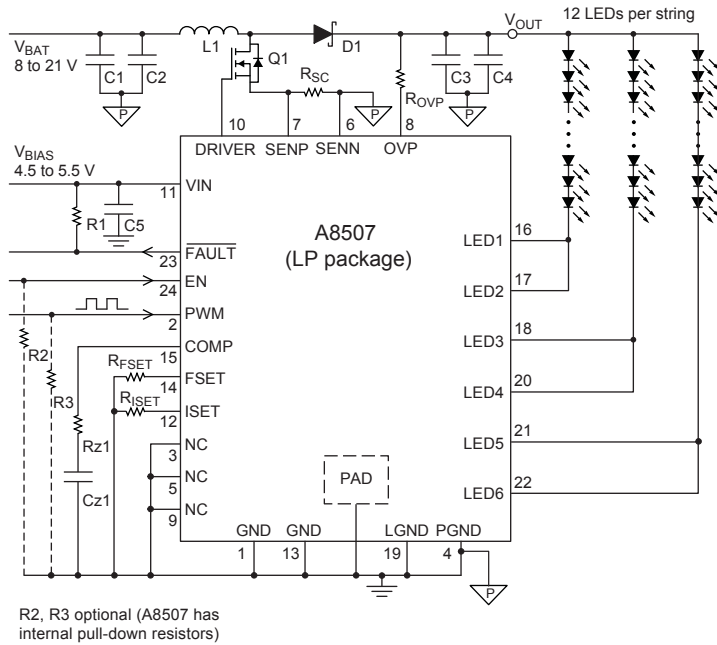 12 LEDs per string
VBAT
8 to 21 V
L1
D1
VOUT
Q1
C1
C2
RSC
ROVP
C3
C4
P
P
P
10
7
6
8
DRIVER
SENP
SENN
OVP
VBIAS
4.5 to 5.5 V
11
VIN
R1
C5
A8507
(LP package)
FAULT
23
EN
24
PWM
2
COMP
15
RFSET
FSET
14
RISET
ISET
12
R2
R3
Rz1
Cz1
NC
3
NC
5
NC
9
LED1
16
LED2
17
LED3
18
LED4
20
LED5
21
LED6
22
PAD
GND
GND
LGND
PGND
1
13
19
4
P
R2, R3 optional (A8507 has
internal pull-down resistors)